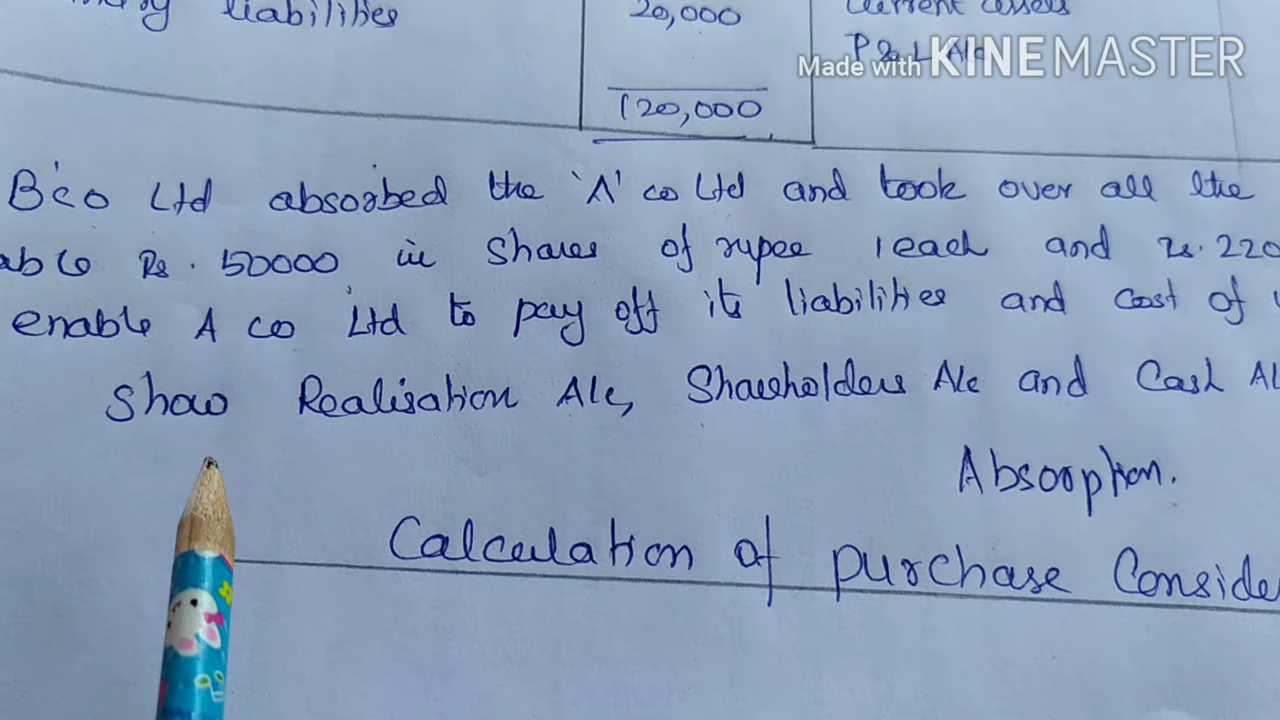 liabilities 20,000 Current assets
P & L A/c
Made with KINEMASTER
120,000
B'co Ltd absorbed the 'A' co Ltd and took over all the
Rs. 50000 in shares of rupee 1 each and Rs. 220
enable A co Ltd to pay off its liabilities and cost of
Show Realisation A/c, Shareholders A/c and Cash A/
Absorption.
Calculation of purchase Conside